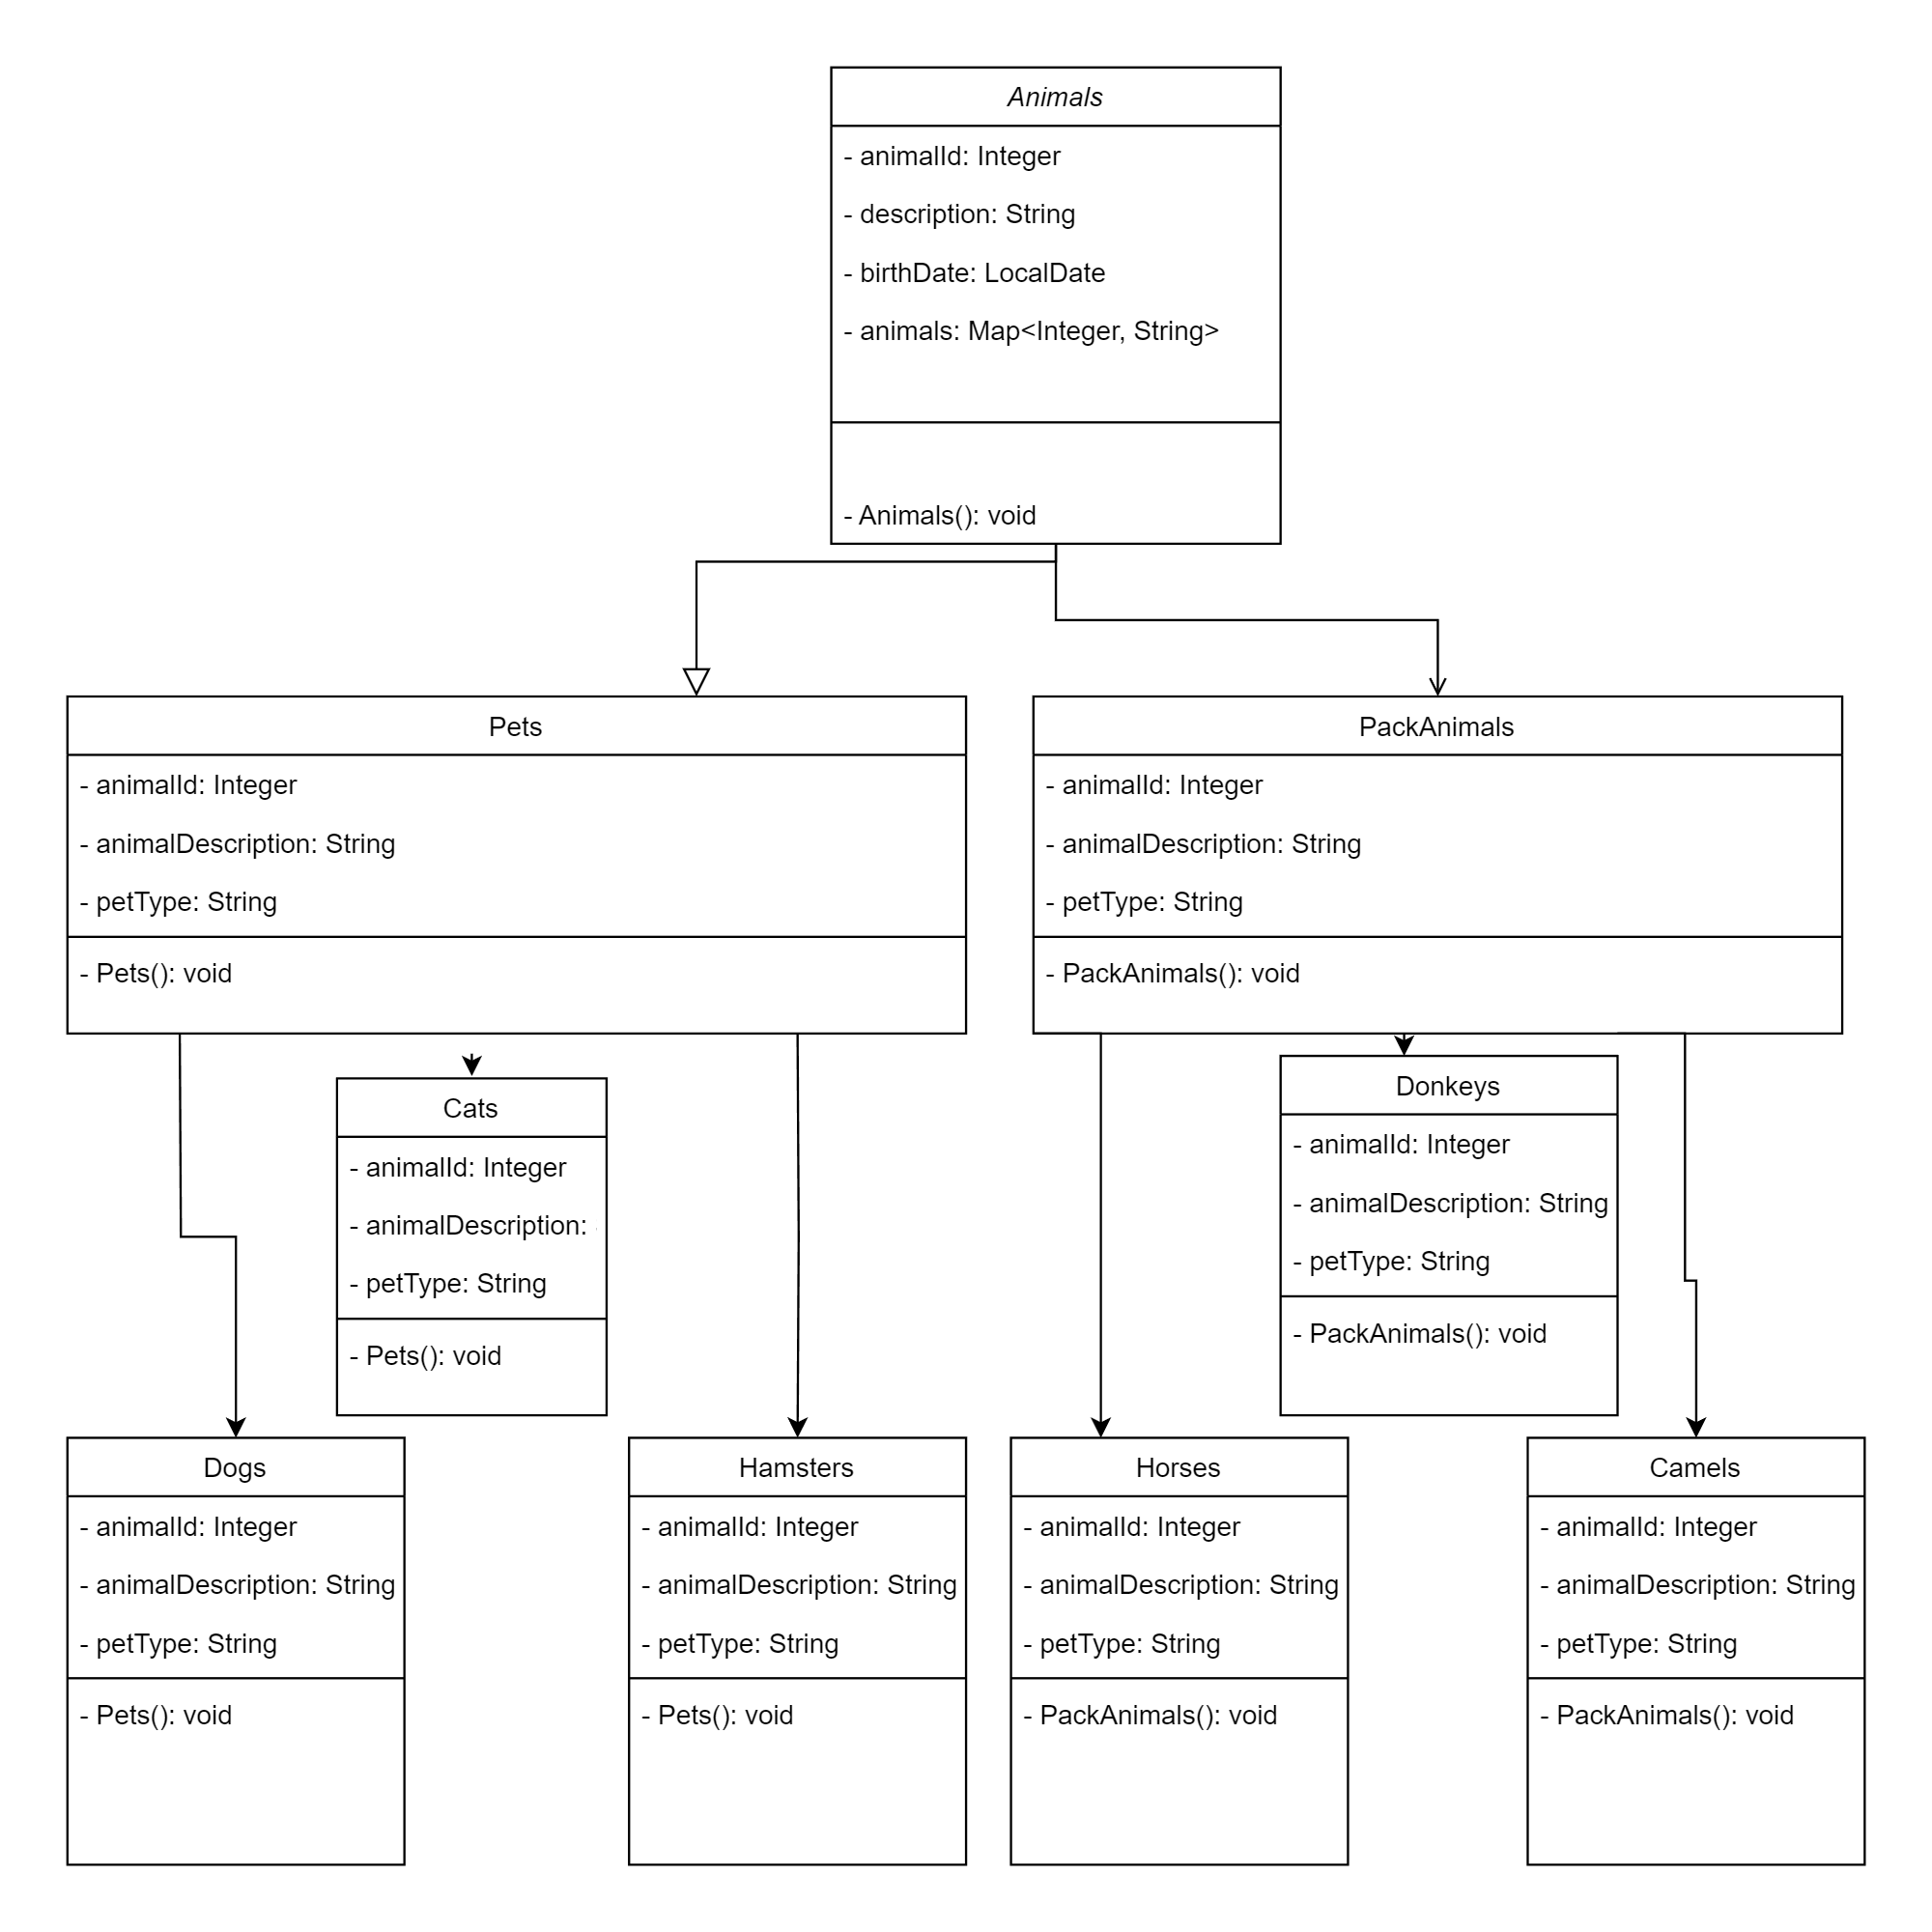 Animals
- animalId: Integer
- description: String
- birthDate: LocalDate
- animals: Map<Integer, String>
- Animals(): void
Pets
- animalId: Integer
- animalDescription: String
- petType: String
- Pets(): void
PackAnimals
- animalId: Integer
- animalDescription: String
- petType: String
- PackAnimals(): void
Cats
- animalId: Integer
- animalDescription:
- petType: String
- Pets(): void
Donkeys
- animalId: Integer
- animalDescription: String
- petType: String
- PackAnimals(): void
Dogs
- animalId: Integer
- animalDescription: String
- petType: String
- Pets(): void
Hamsters
- animalId: Integer
- animalDescription: String
- petType: String
- Pets(): void
Horses
- animalId: Integer
- animalDescription: String
- petType: String
- PackAnimals(): void
Camels
- animalId: Integer
- animalDescription: String
- petType: String
- PackAnimals(): void